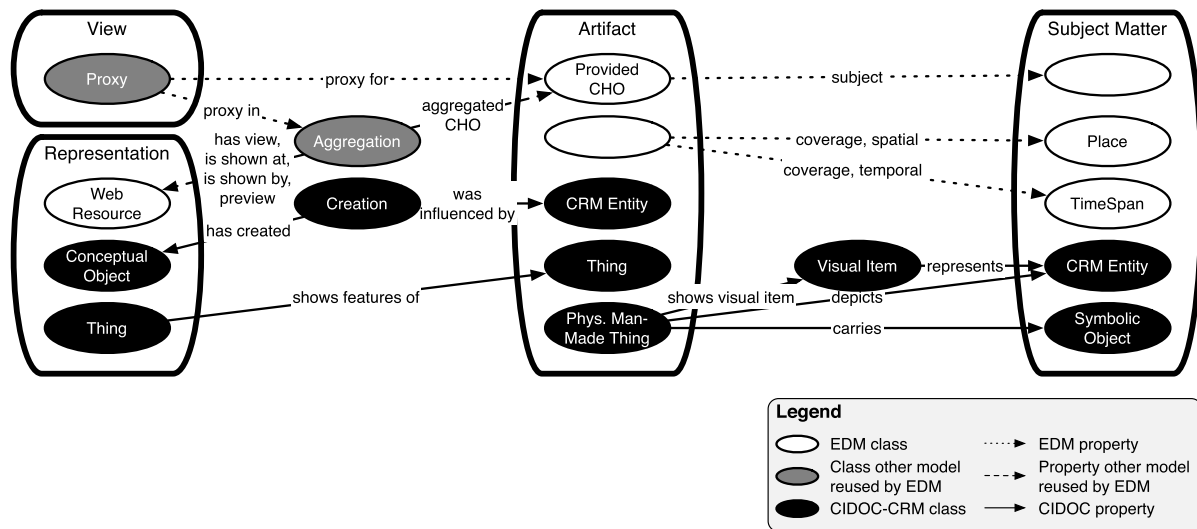 View
Proxy
Representation
Web
Resource
Conceptual
Object
Thing
proxy for
proxy in
has view,
is shown at,
is shown by,
preview
Aggregation
aggregated
CHO
Creation
has created
was
influenced by
shows features of
Artifact
Provided
CHO
CRM Entity
Thing
Phys. Man-
Made Thing
subject
coverage, spatial
coverage, temporal
Visual Item
represents
shows visual item
depicts
carries
Subject Matter
Place
TimeSpan
CRM Entity
Symbolic
Object
Legend
EDM class
EDM property
Class other model
reused by EDM
Property other model
reused by EDM
CIDOC-CRM class
CIDOC property